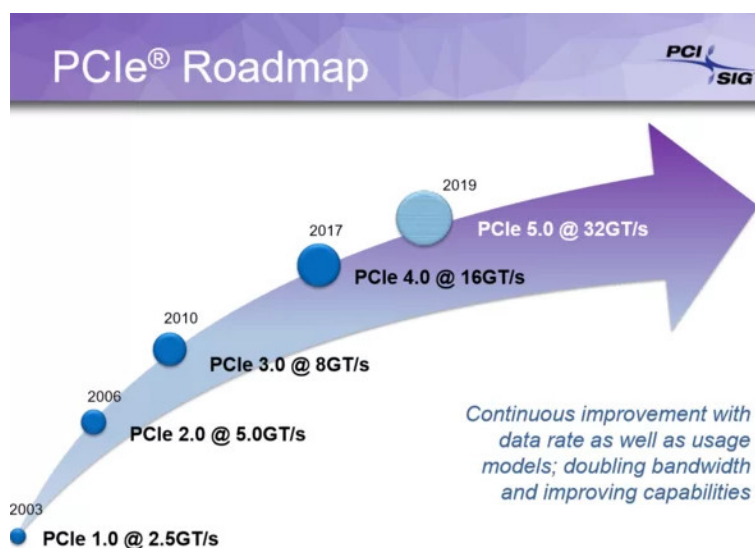 PCIe® Roadmap
PCI
SIG
2019
PCIe 5.0 @ 32GT/s
2017
PCIe 4.0 @ 16GT/s
2010
PCIe 3.0 @ 8GT/s
2006
PCIe 2.0 @ 5.0GT/s
2003
PCIe 1.0 @ 2.5GT/s
Continuous improvement with
data rate as well as usage
models; doubling bandwidth
and improving capabilities